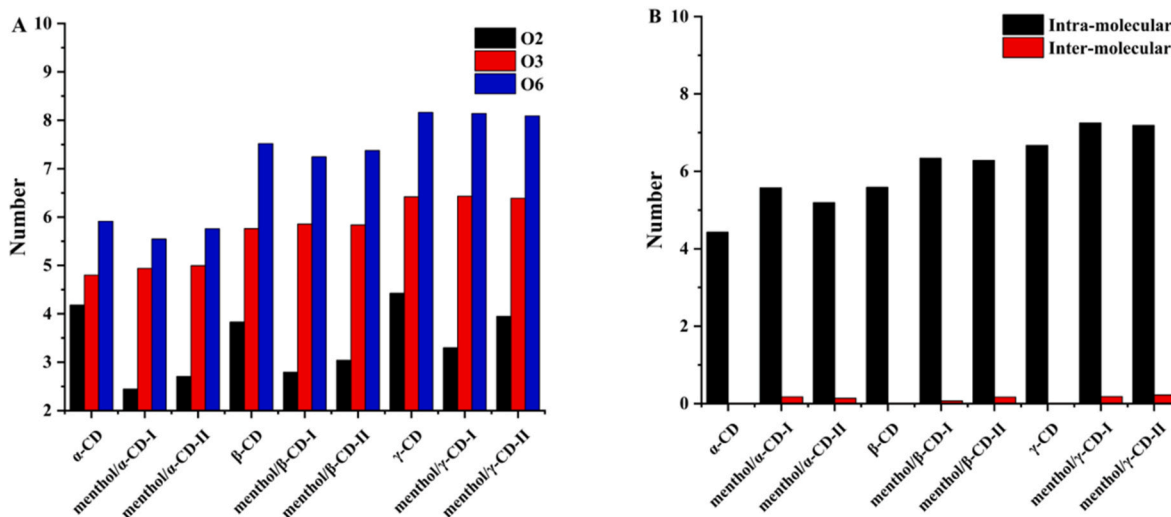 A
O2
O3
O6
Number
10
9
8
7
6
5
4
3
2
α-CD
menthol/α-CD-I
menthol/α-CD-II
β-CD
menthol/β-CD-I
menthol/β-CD-II
γ-CD
menthol/γ-CD-I
menthol/γ-CD-II
B
Intra-molecular
Inter-molecular
Number
10
8
6
4
2
0
α-CD
menthol/α-CD-I
menthol/α-CD-II
β-CD
menthol/β-CD-I
menthol/β-CD-II
γ-CD
menthol/γ-CD-I
menthol/γ-CD-II